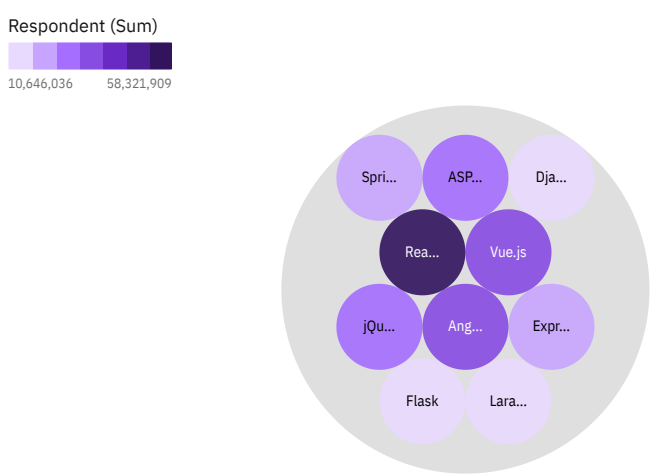 Respondent (Sum)
10,646,036 58,321,909
Spri... ASP... Dja...
Rea... Vue.js
jQu... Ang... Expr...
Flask Lara...